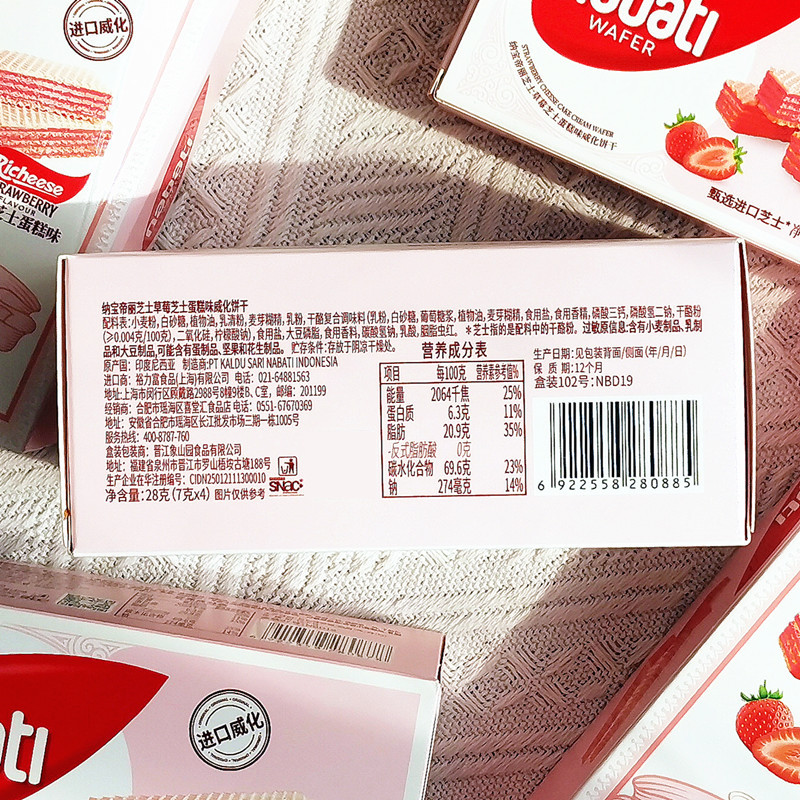 进口威化
Richeese
STRAWBERRY
FLAVOUR
芝士蛋糕味
WAFER
STRAWBERRY CHEESE CAKE CREAM WAFER
纳宝帝丽芝士草莓芝士蛋糕味威化饼干
甄选进口芝士*
纳宝帝丽芝士草莓芝士蛋糕味威化饼干
配料表:小麦粉,白砂糖,植物油,乳清粉,麦芽糊精,乳粉,干酪复合调味料(乳粉,白砂糖,葡萄糖浆,植物油,麦芽糊精,食用盐,食用香精,磷酸三钙,磷酸氢二钠,干酪粉
(≥0.004克/100克),二氧化硅,柠檬酸钠),食用盐,大豆磷脂,食用香料,碳酸氢钠,乳酸,胭脂虫红。*芝士指的是配料中的干酪粉。过敏原信息:含有小麦制品、乳制
品和大豆制品,可能含有蛋制品、坚果和花生制品。 贮存条件:存放于阴凉干燥处。
原产国:印度尼西亚 制造商:PT KALDU SARI NABATI INDONESIA
进口商:裕力富食品(上海)有限公司 电话:021-64881563
地址:上海市闵行区顾戴路2988号8幢9楼B、C室,邮编:201199
经销商:合肥市瑶海区喜堂汇食品店 电话:0551-67670369
地址:安徽省合肥市瑶海区长江批发市场三期一栋1005号
服务热线:400-8787-760
盒装包装商:晋江象山园食品有限公司
地址:福建省泉州市晋江市罗山梧垵古塘188号
生产企业在华注册编号:CIDN25012111300010
净含量:28克(7克x4) 图片仅供参考
SNac
营养成分表
项目 每100克 营养素参考值%
能量 2064千焦 25%
蛋白质 6.3克 11%
脂肪 20.9克 35%
-反式脂肪酸 0克
碳水化合物 69.6克 23%
钠 274毫克 14%
生产日期:见包装背面/侧面(年/月/日)
保 质 期:12个月
盒装102号:NBD19
6 922558 280885
进口威化
ORIGINAL